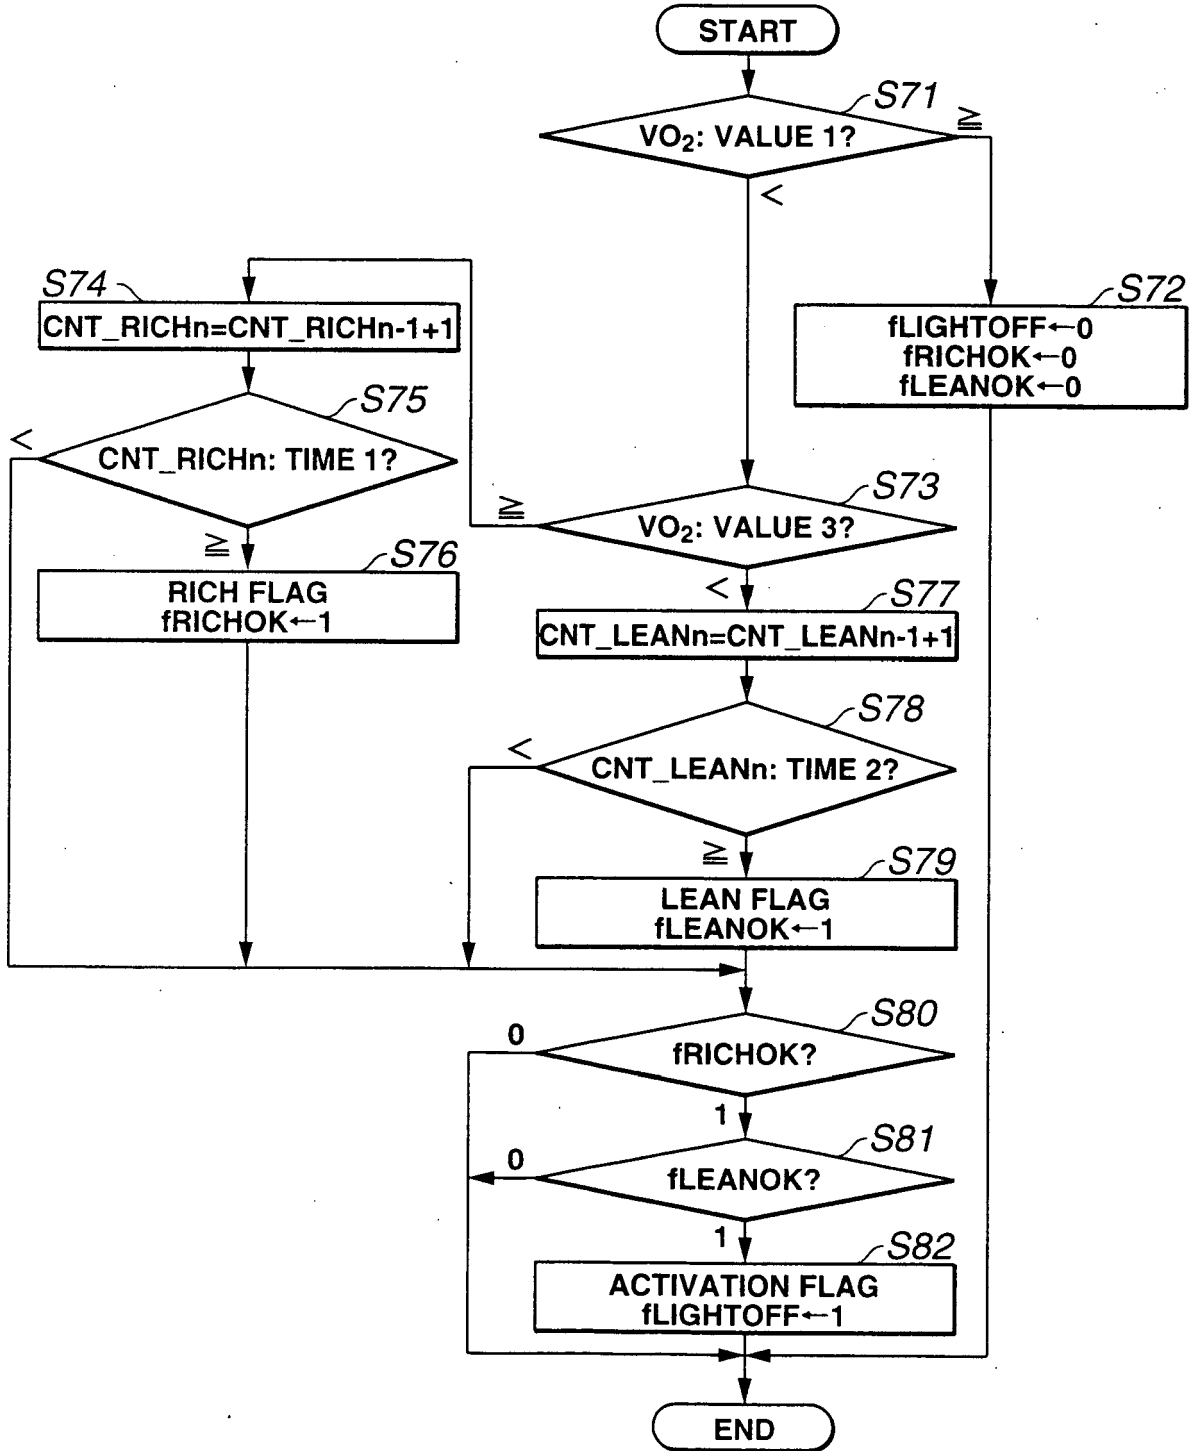 START
S71
VO₂: VALUE 1?
≧
<
S72
fLIGHTOFF←0
fRICHOK←0
fLEANOK←0
S74
CNT_RICHn=CNT_RICHn-1+1
S75
CNT_RICHn: TIME 1?
<
≧
S76
RICH FLAG
fRICHOK←1
S73
VO₂: VALUE 3?
≧
<
S77
CNT_LEANn=CNT_LEANn-1+1
S78
CNT_LEANn: TIME 2?
<
≧
S79
LEAN FLAG
fLEANOK←1
S80
fRICHOK?
0
1
S81
fLEANOK?
0
1
S82
ACTIVATION FLAG
fLIGHTOFF←1
END